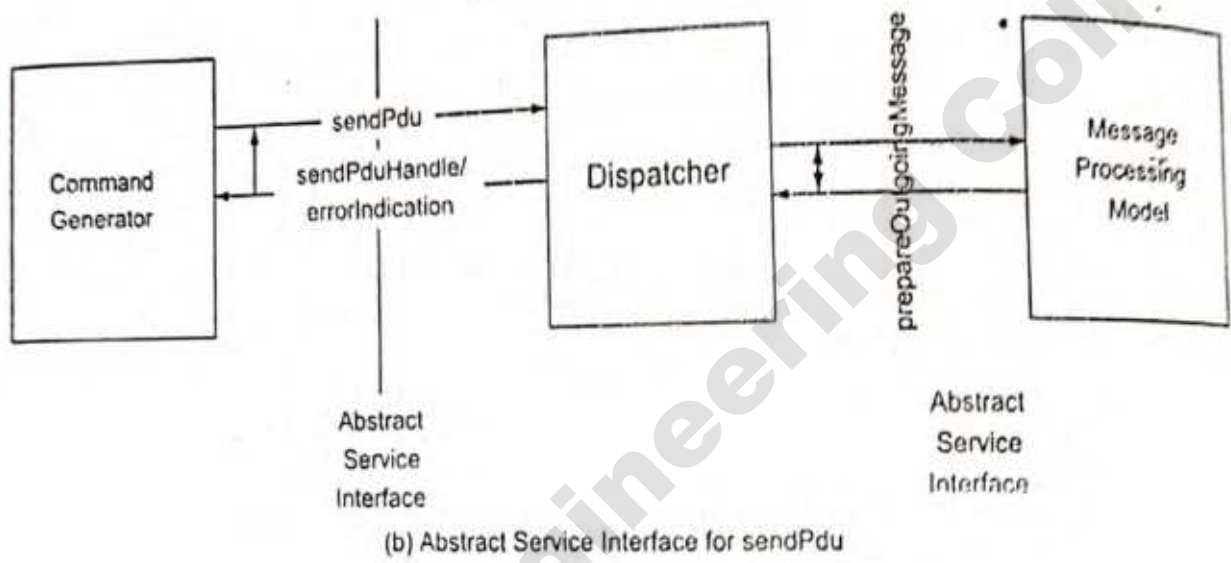 Command
Generator
sendPdu
sendPduHandle/
errorIndication
Dispatcher
prepareOutgoingMessage
Message
Processing
Model
Abstract
Service
Interface
Abstract
Service
Interface
(b) Abstract Service Interface for sendPdu